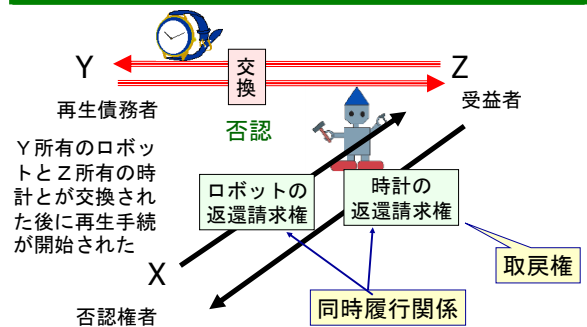 Y
交換
Z
再生債務者
受益者
否認
Y所有のロボッ
トとZ所有の時
計とが交換され
た後に再生手続
が開始された
ロボットの
返還請求権
時計の
返還請求権
取戻権
X
同時履行関係
否認権者